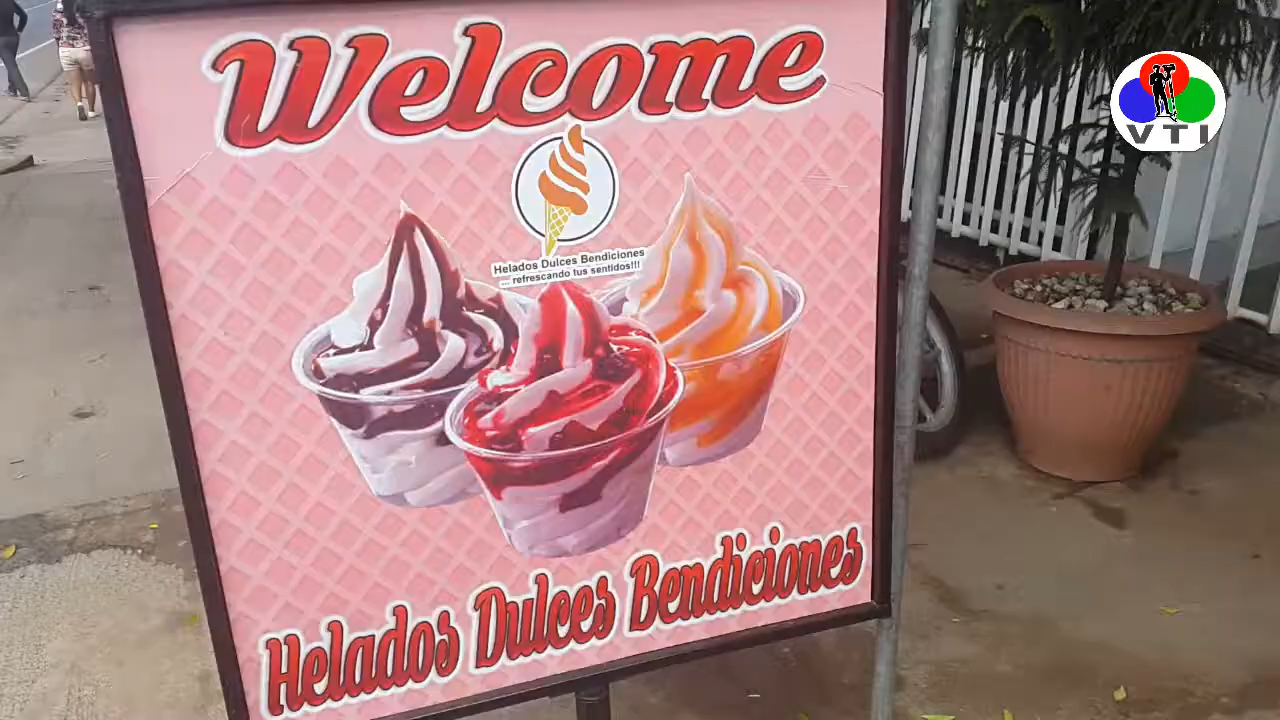 Welcome
Helados Dulces Bendiciones
... refrescando tus sentidos!!!
Helados Dulces Bendiciones
VTI